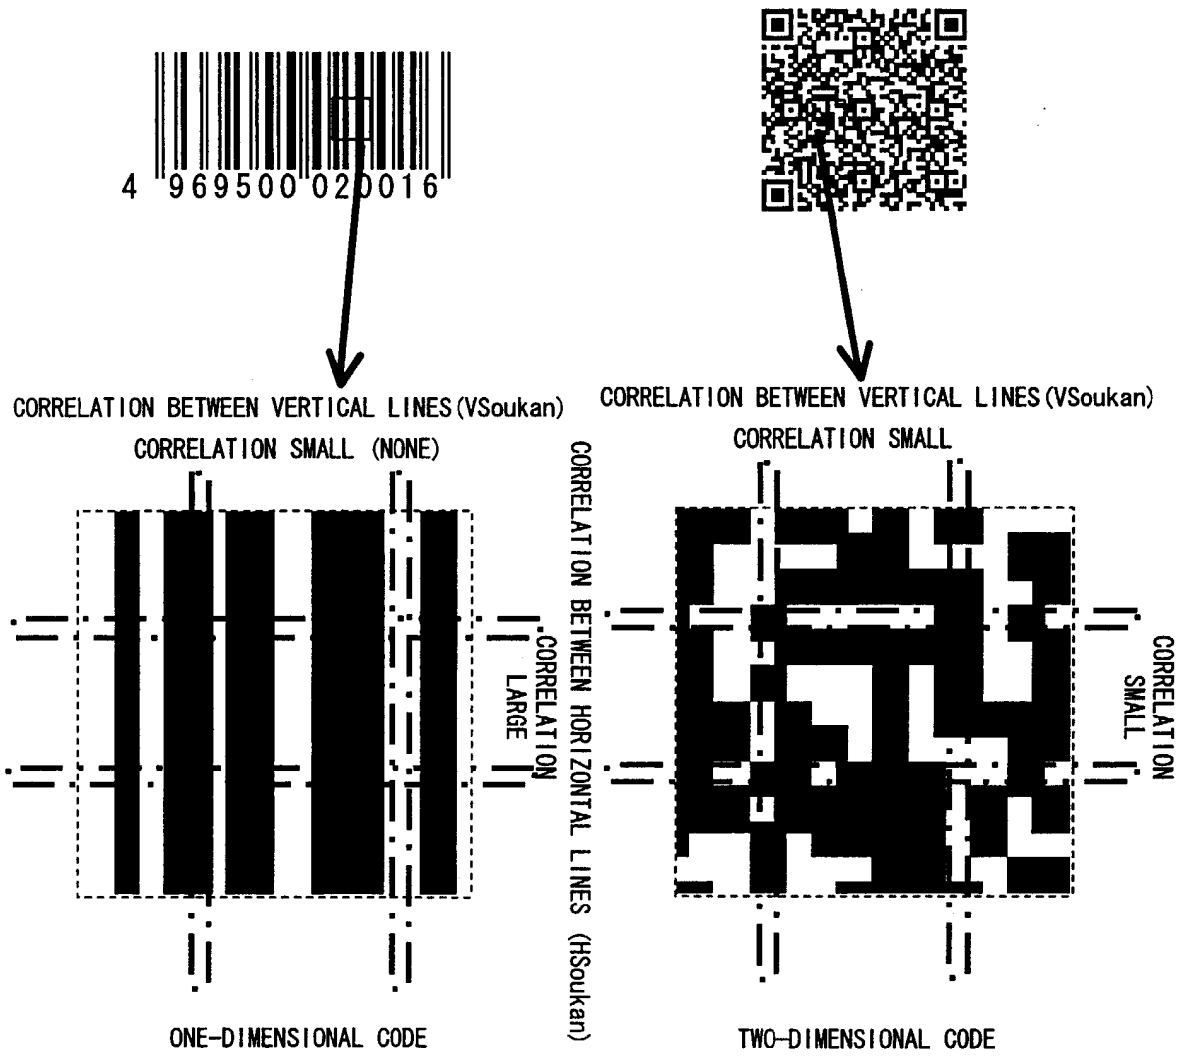 4 969500 020016
CORRELATION BETWEEN VERTICAL LINES(VSoukan)
CORRELATION SMALL (NONE)
CORRELATION
LARGE
CORRELATION BETWEEN HORIZONTAL LINES (HSoukan)
CORRELATION BETWEEN VERTICAL LINES(VSoukan)
CORRELATION SMALL
CORRELATION
SMALL
ONE-DIMENSIONAL CODE
TWO-DIMENSIONAL CODE